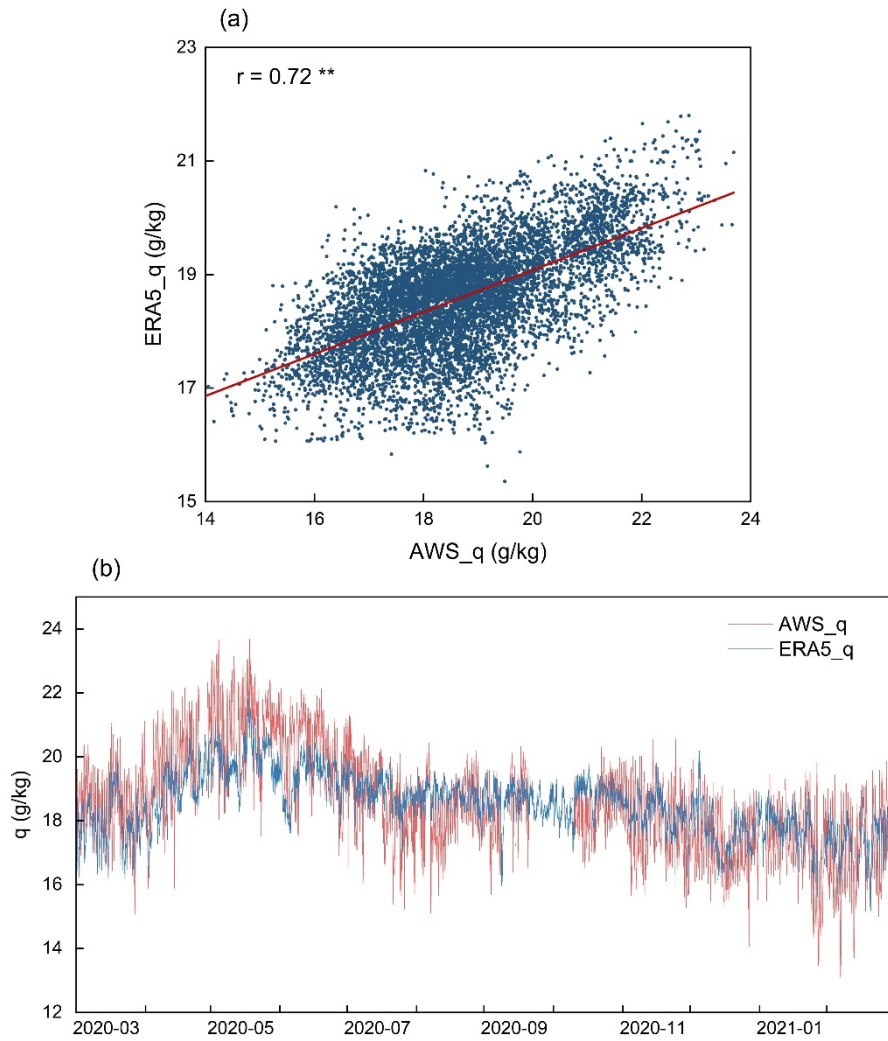 (a)
23
r = 0.72 **
21
ERA5_q (g/kg)
19
17
15
14 16 18 20 22 24
AWS_q (g/kg)
(b)
24
AWS_q
ERA5_q
22
20
q (g/kg)
18
16
14
12
2020-03 2020-05 2020-07 2020-09 2020-11 2021-01